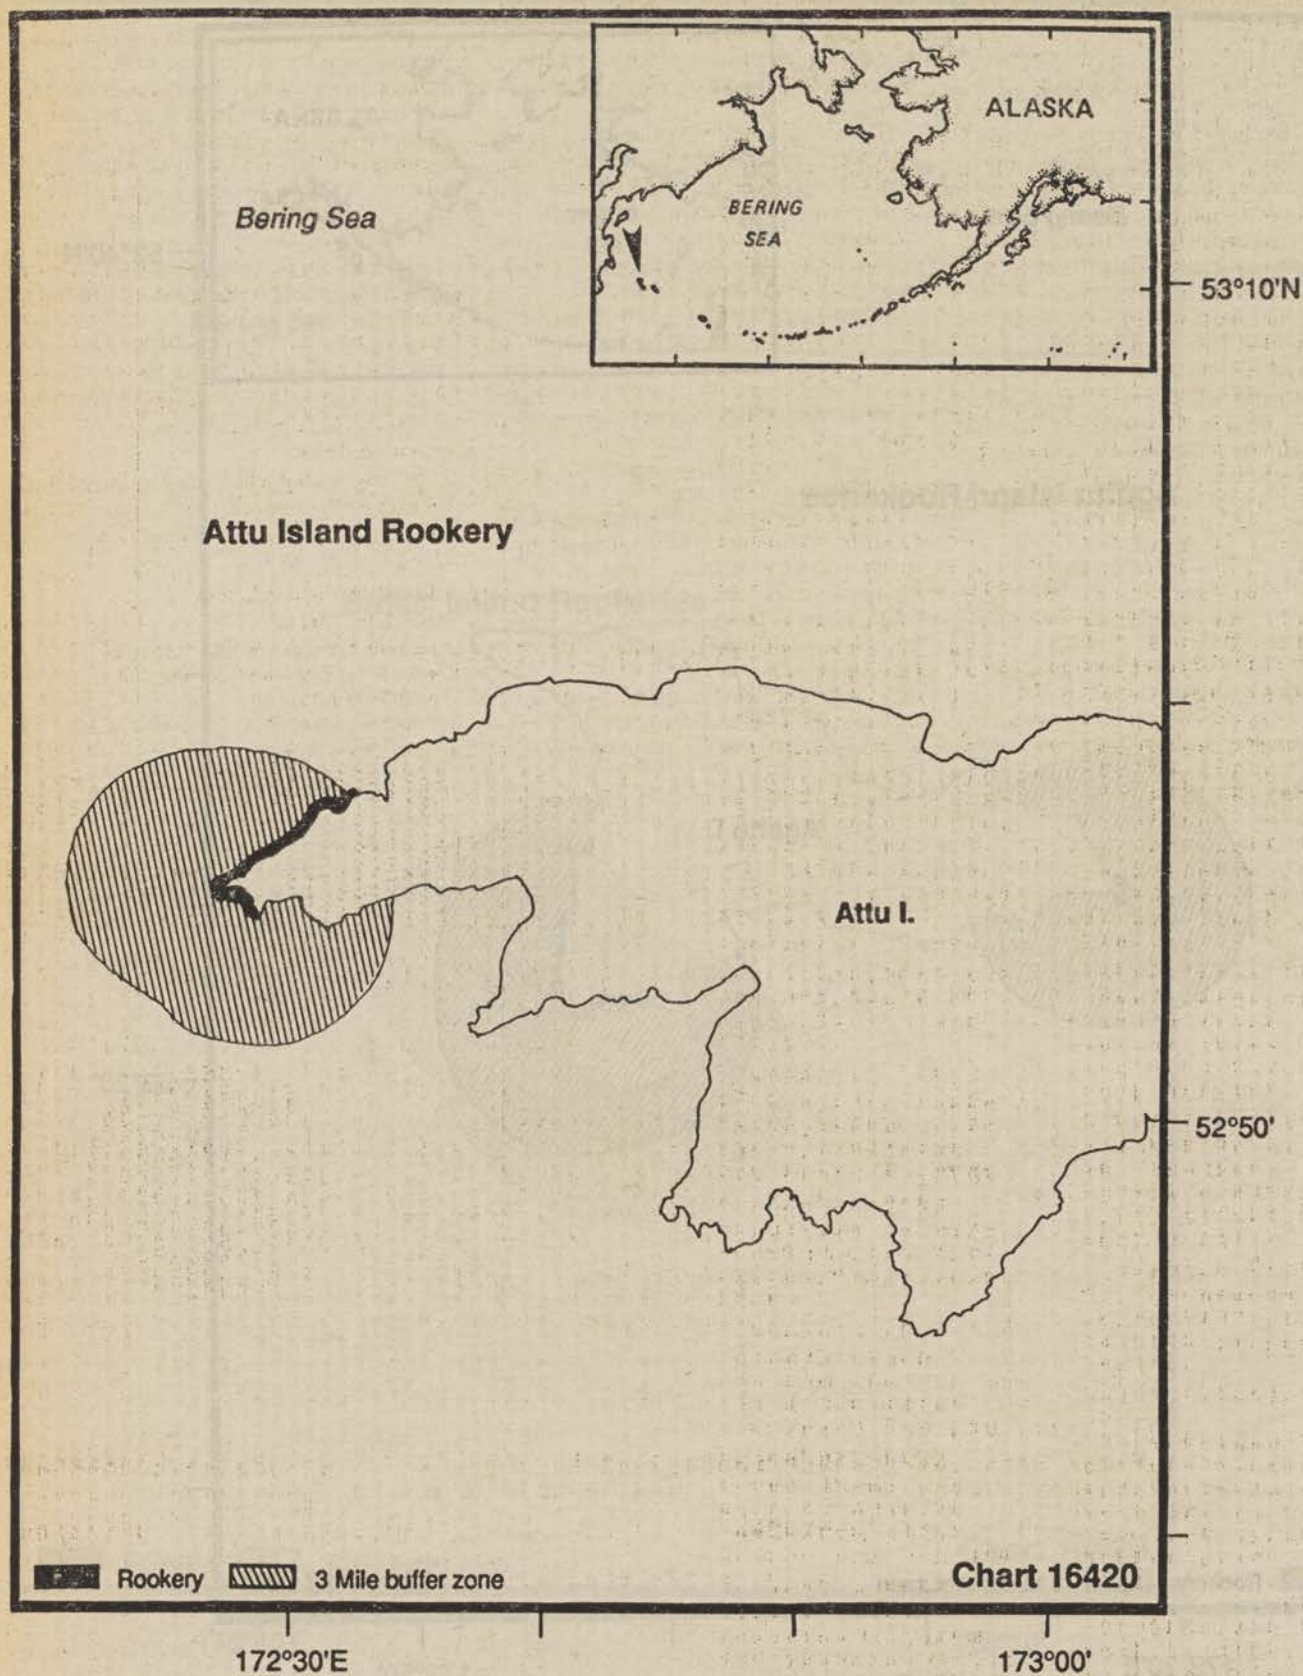 ALASKA
Bering Sea
BERING
SEA
53°10'N
Attu Island Rookery
Attu I.
52°50'
Rookery
3 Mile buffer zone
Chart 16420
172°30'E
173°00'